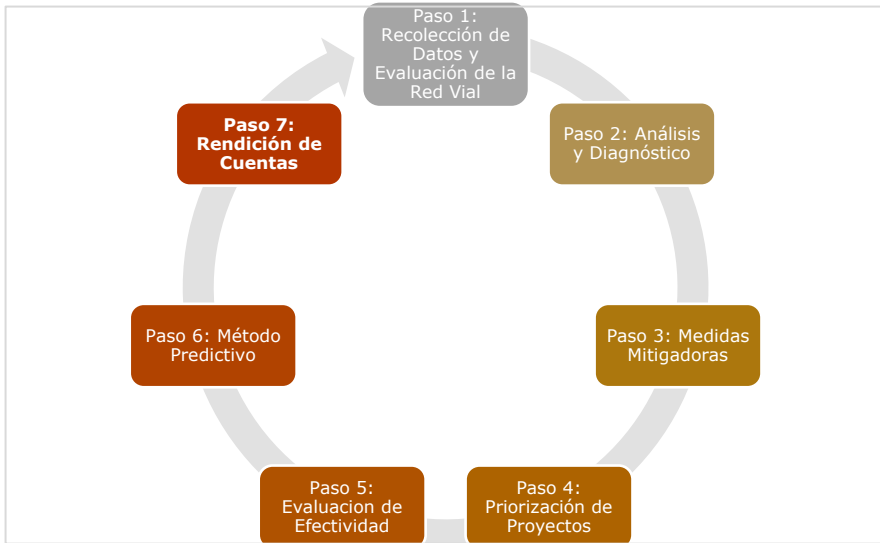 Paso 1:
Recolección de
Datos y
Evaluación de la
Red Vial
Paso 2: Análisis
y Diagnóstico
Paso 3: Medidas
Mitigadoras
Paso 4:
Priorización de
Proyectos
Paso 5:
Evaluacion de
Efectividad
Paso 6: Método
Predictivo
Paso 7:
Rendición de
Cuentas